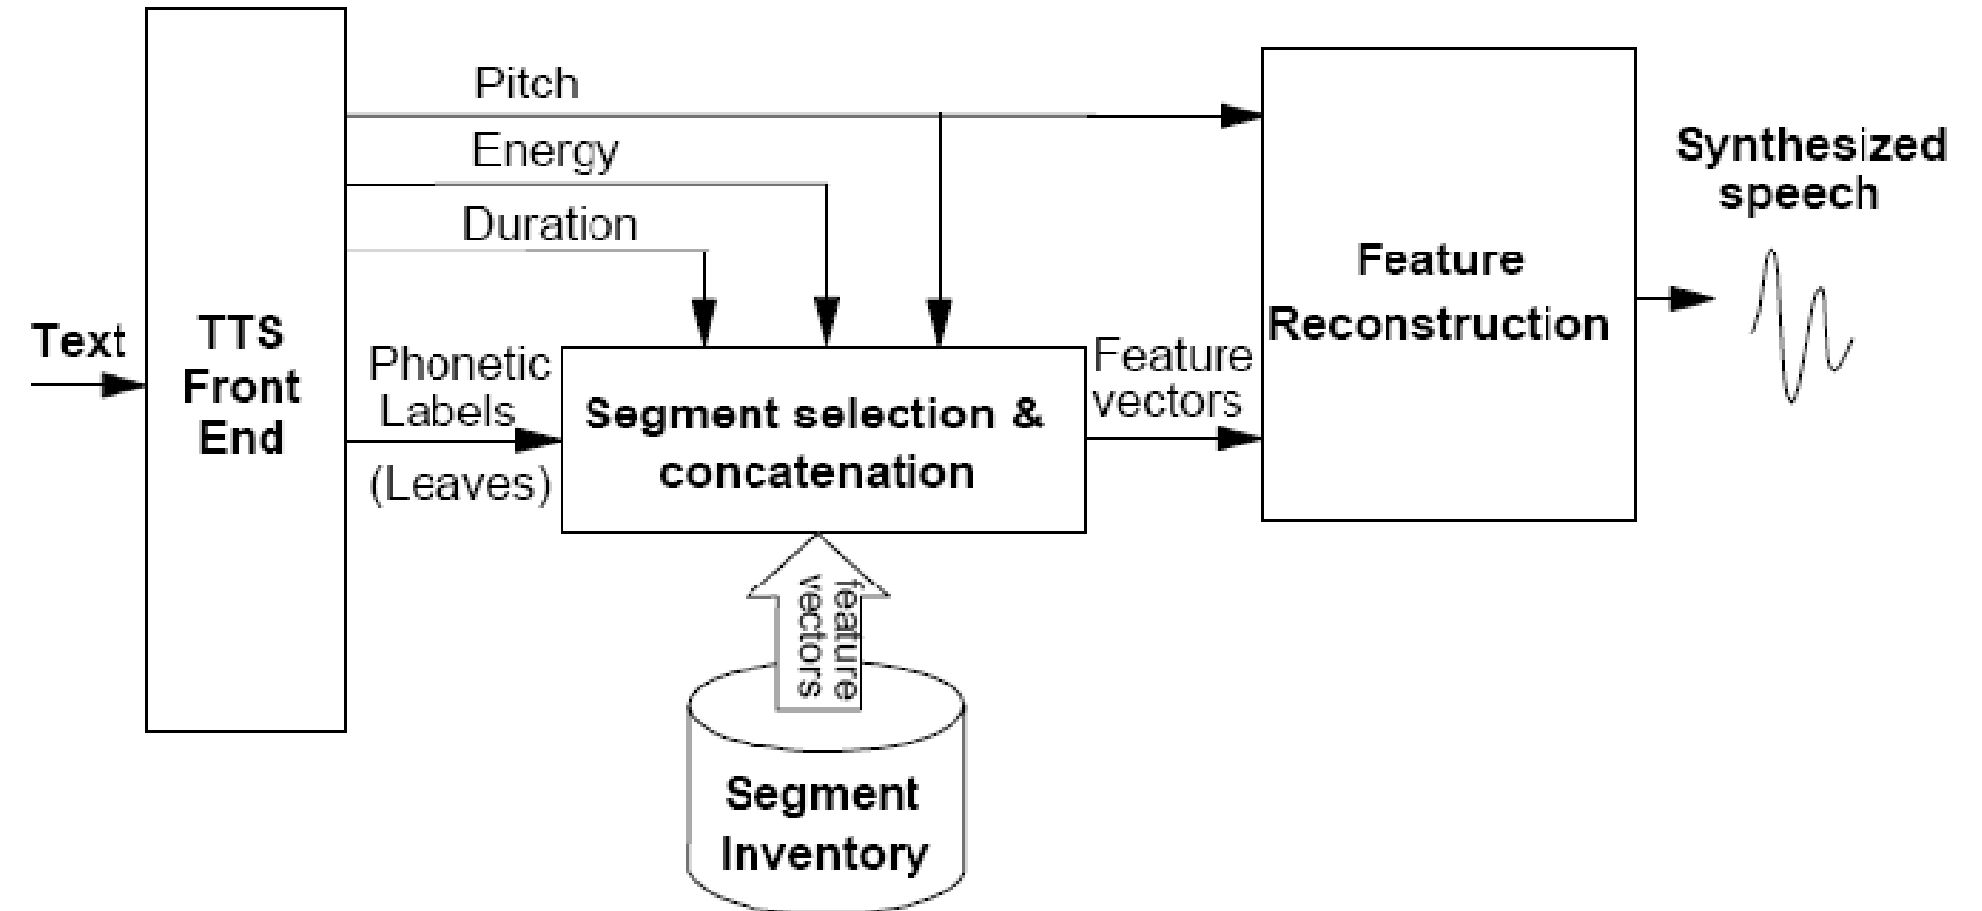 Pitch
Energy
Duration
Text
TTS
Front
End
Phonetic
Labels
(Leaves)
Segment selection &
concatenation
feature
vectors
Segment
Inventory
Feature
vectors
Feature
Reconstruction
Synthesized
speech